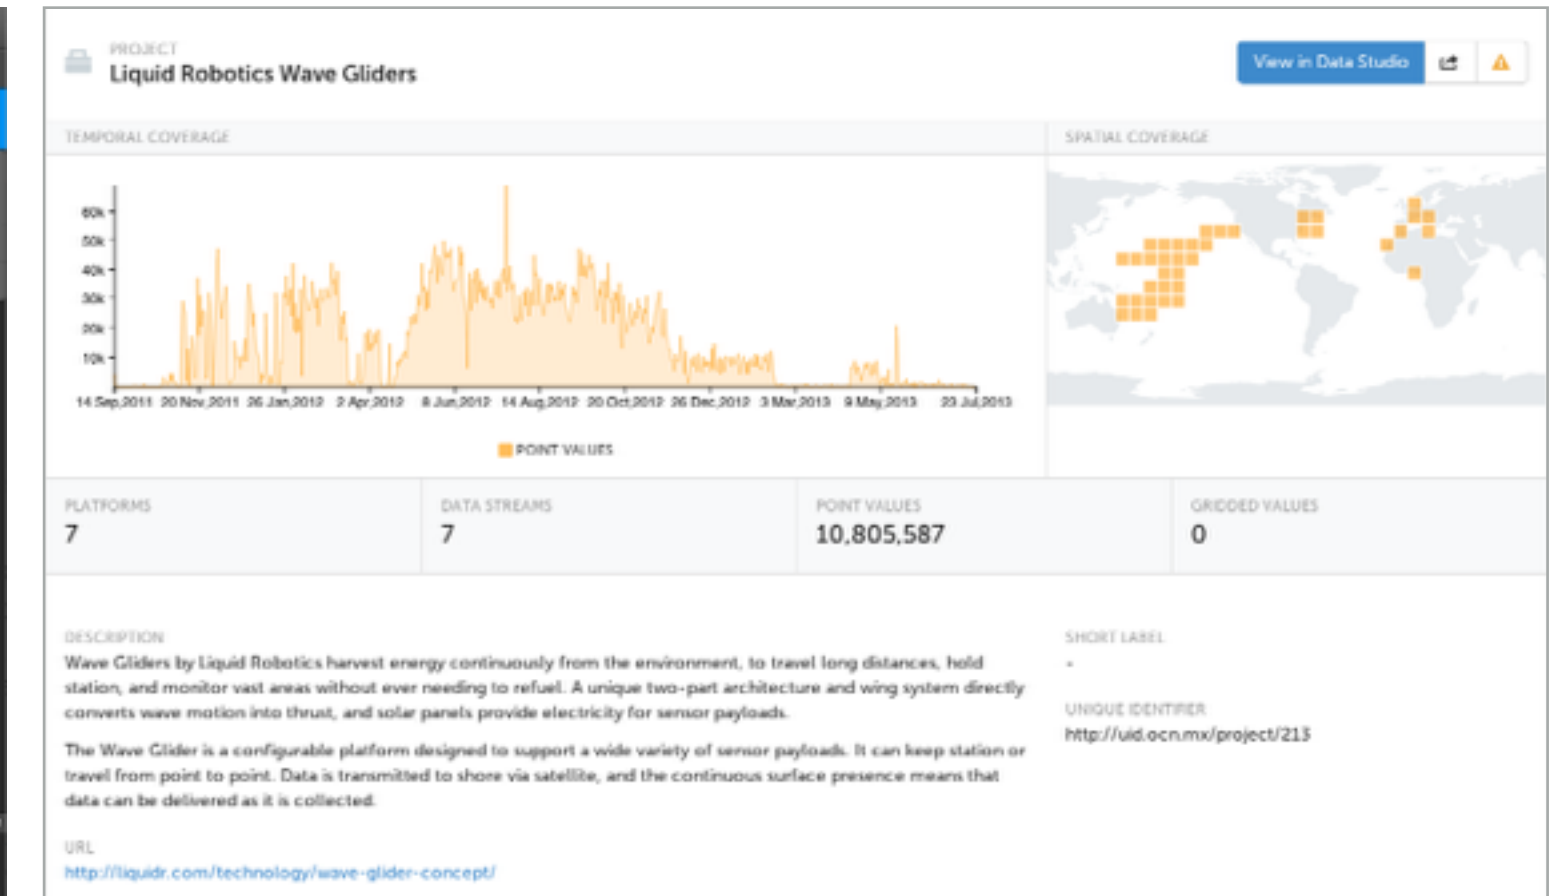 PROJECT
Liquid Robotics Wave Gliders
View in Data Studio
TEMPORAL COVERAGE
SPATIAL COVERAGE
60k
50k
40k
30k
20k
10k
14 Sep,2011 20 Nov,2011 26 Jan,2012 2 Apr,2012 8 Jun,2012 14 Aug,2012 20 Oct,2012 26 Dec,2012 3 Mar,2013 9 May,2013 23 Jul,2013
POINT VALUES
PLATFORMS
7
DATA STREAMS
7
POINT VALUES
10,805,587
GRIDDED VALUES
0
DESCRIPTION
Wave Gliders by Liquid Robotics harvest energy continuously from the environment, to travel long distances, hold
station, and monitor vast areas without ever needing to refuel. A unique two-part architecture and wing system directly
converts wave motion into thrust, and solar panels provide electricity for sensor payloads.
The Wave Glider is a configurable platform designed to support a wide variety of sensor payloads. It can keep station or
travel from point to point. Data is transmitted to shore via satellite, and the continuous surface presence means that
data can be delivered as it is collected.
URL
http://liquidr.com/technology/wave-glider-concept/
SHORT LABEL
-
UNIQUE IDENTIFIER
http://uid.ocn.mx/project/213